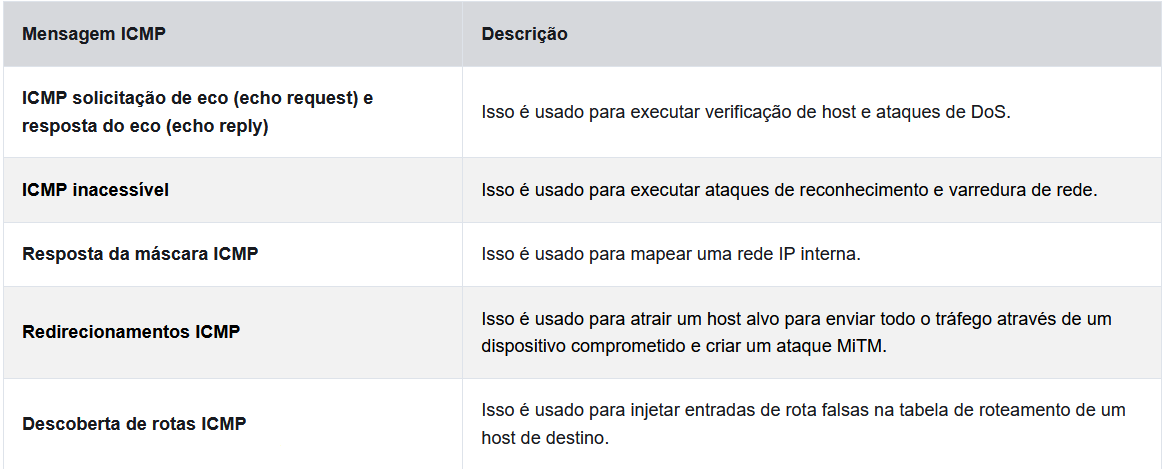 Mensagem ICMP
Descrição
ICMP solicitação de eco (echo request) e
resposta do eco (echo reply)
Isso é usado para executar verificação de host e ataques de DoS.
ICMP inacessível
Isso é usado para executar ataques de reconhecimento e varredura de rede.
Resposta da máscara ICMP
Isso é usado para mapear uma rede IP interna.
Redirecionamentos ICMP
Isso é usado para atrair um host alvo para enviar todo o tráfego através de um
dispositivo comprometido e criar um ataque MiTM.
Descoberta de rotas ICMP
Isso é usado para injetar entradas de rota falsas na tabela de roteamento de um
host de destino.